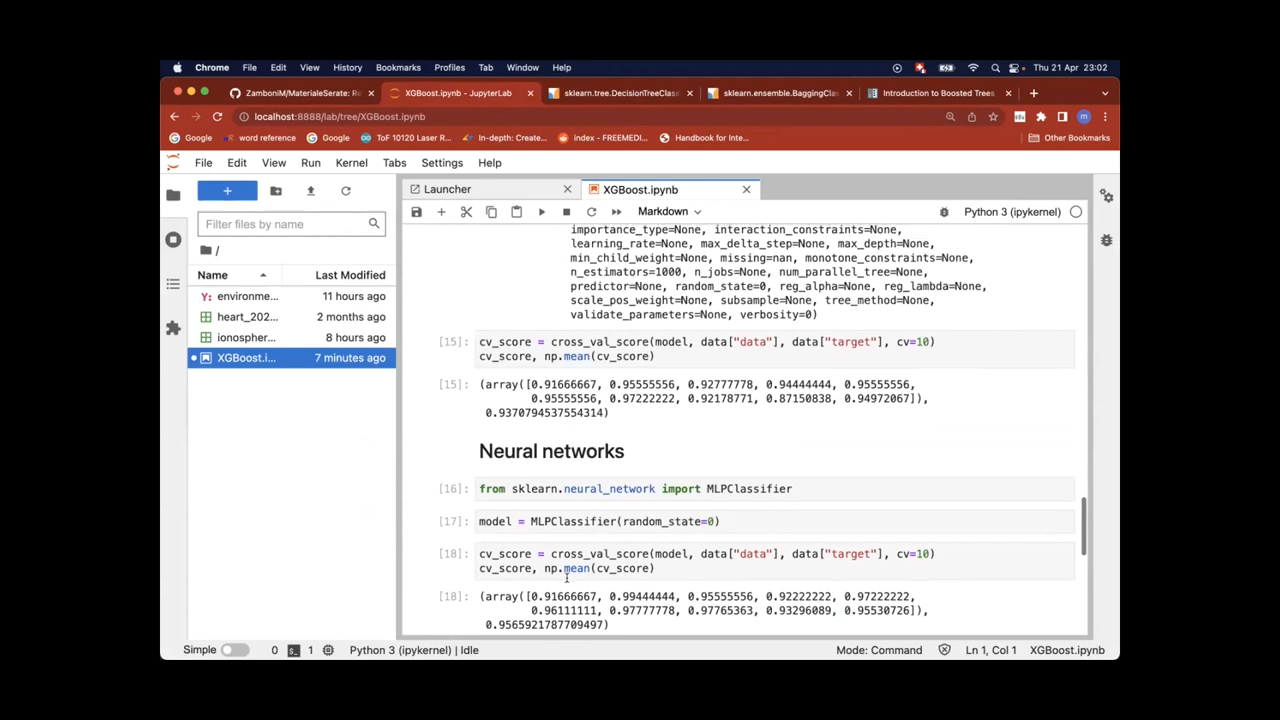 Chrome File Edit View History Bookmarks Profiles Tab Window Help Thu 21 Apr 23:02
ZamboniM/MaterialeSerate: R XGBoost.ipynb - JupyterLab sklearn.tree.DecisionTreeClass sklearn.ensemble.BaggingCla Introduction to Boosted Trees
localhost:8888/lab/tree/XGBoost.ipynb
Google word reference Google ToF 10120 Laser R... In-depth: Create... index - FREEMEDI... Handbook for Inte... Other Bookmarks
File Edit View Run Kernel Tabs Settings Help
Launcher XGBoost.ipynb
Markdown Python 3 (ipykernel)
Filter files by name
/
Name Last Modified
environme... 11 hours ago
heart_202... 2 months ago
ionospher... 8 hours ago
XGBoost.i... 7 minutes ago
importance_type=None, interaction_constraints=None,
learning_rate=None, max_delta_step=None, max_depth=None,
min_child_weight=None, missing=nan, monotone_constraints=None,
n_estimators=1000, n_jobs=None, num_parallel_tree=None,
predictor=None, random_state=0, reg_alpha=None, reg_lambda=None,
scale_pos_weight=None, subsample=None, tree_method=None,
validate_parameters=None, verbosity=0)
[15]: cv_score = cross_val_score(model, data["data"], data["target"], cv=10)
cv_score, np.mean(cv_score)
[15]: (array([0.91666667, 0.95555556, 0.92777778, 0.94444444, 0.95555556,
0.95555556, 0.97222222, 0.92178771, 0.87150838, 0.94972067]),
0.9370794537554314)
Neural networks
[16]: from sklearn.neural_network import MLPClassifier
[17]: model = MLPClassifier(random_state=0)
[18]: cv_score = cross_val_score(model, data["data"], data["target"], cv=10)
cv_score, np.mean(cv_score)
[18]: (array([0.91666667, 0.99444444, 0.95555556, 0.92222222, 0.97222222,
0.96111111, 0.97777778, 0.97765363, 0.93296089, 0.95530726]),
0.9565921787709497)
Simple 0 1 Python 3 (ipykernel) | Idle Mode: Command Ln 1, Col 1 XGBoost.ipynb